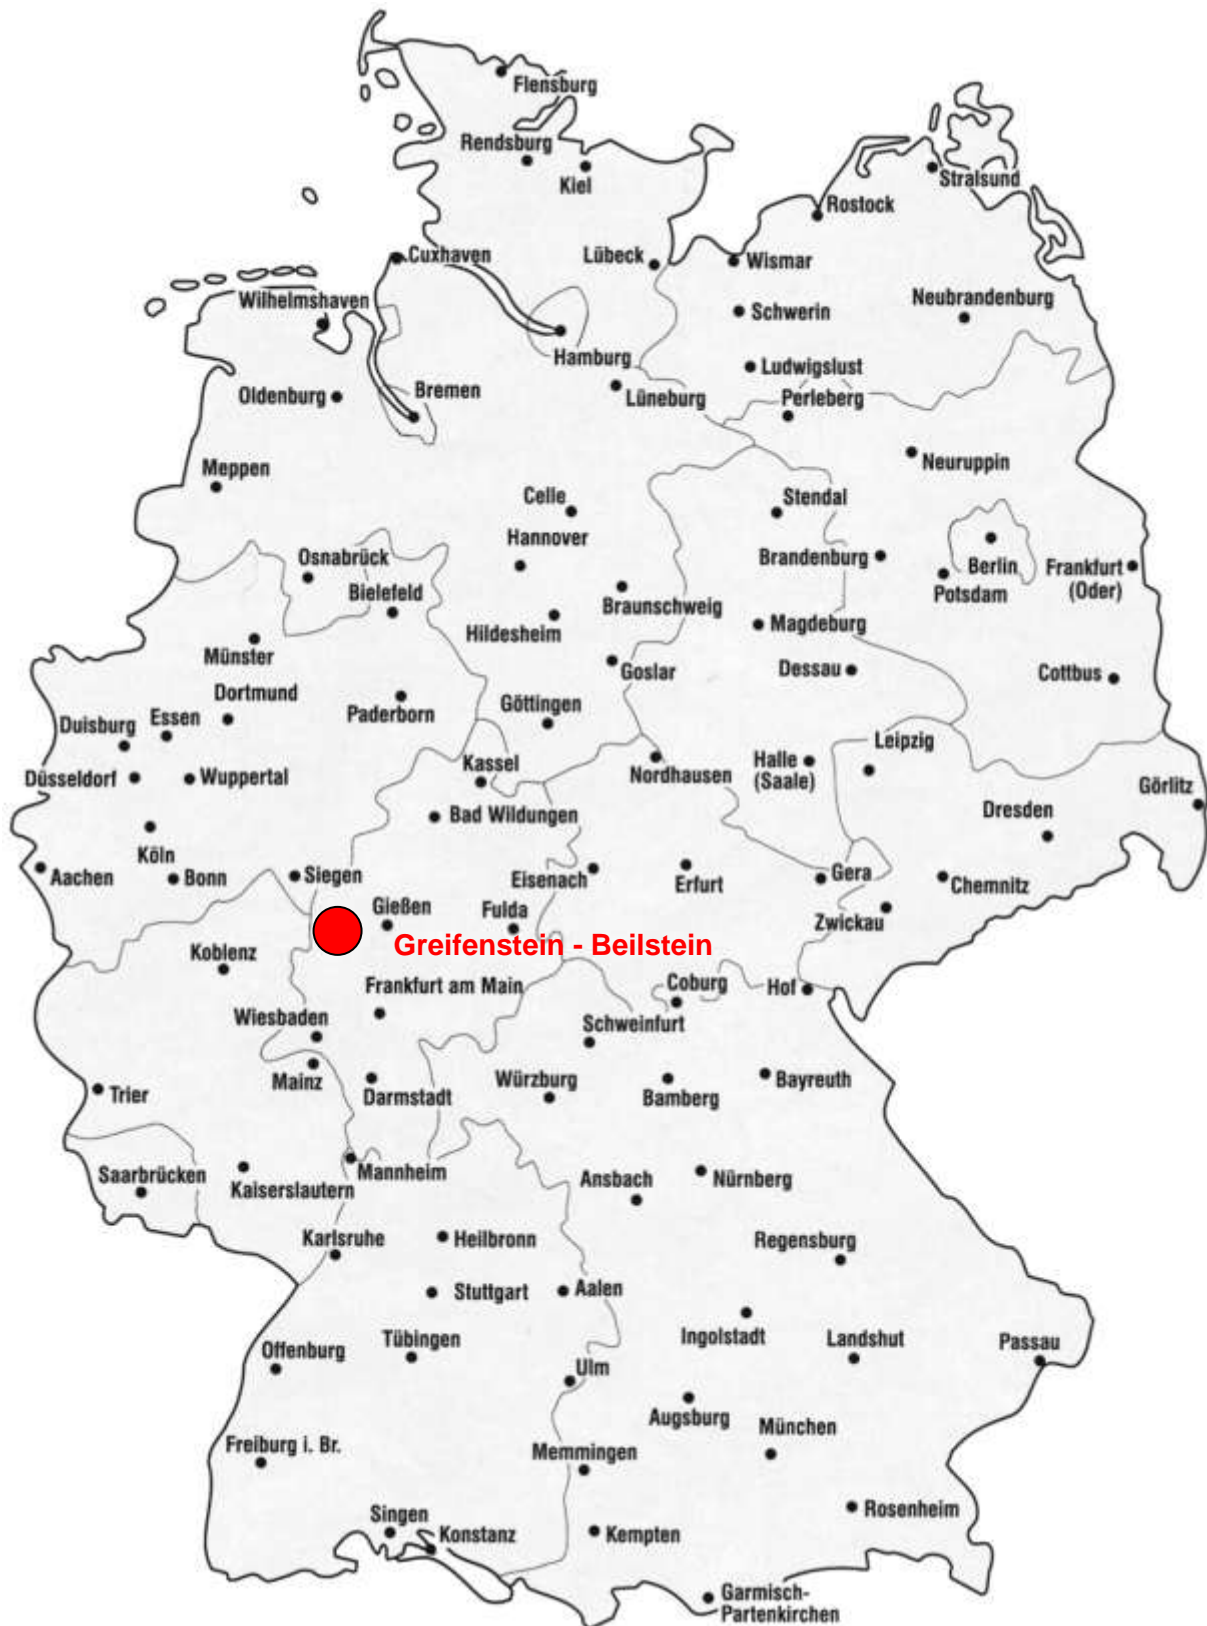 Flensburg
Rendsburg
Kiel
Stralsund
Rostock
Cuxhaven
Lübeck
Wismar
Wilhelmshaven
Schwerin
Neubrandenburg
Hamburg
Ludwigslust
Oldenburg
Bremen
Lüneburg
Perleberg
Meppen
Neuruppin
Celle
Stendal
Hannover
Osnabrück
Brandenburg
Berlin
Frankfurt
(Oder)
Bielefeld
Potsdam
Braunschweig
Hildesheim
Magdeburg
Münster
Goslar
Dessau
Cottbus
Dortmund
Paderborn
Göttingen
Duisburg
Essen
Leipzig
Düsseldorf
Wuppertal
Kassel
Nordhausen
Halle
(Saale)
Görlitz
Bad Wildungen
Dresden
Köln
Aachen
Bonn
Siegen
Eisenach
Erfurt
Gera
Chemnitz
Gießen
Fulda
Zwickau
Greifenstein - Beilstein
Koblenz
Frankfurt am Main
Coburg
Hof
Wiesbaden
Schweinfurt
Mainz
Trier
Darmstadt
Würzburg
Bamberg
Bayreuth
Saarbrücken
Kaiserslautern
Mannheim
Ansbach
Nürnberg
Karlsruhe
Heilbronn
Regensburg
Stuttgart
Aalen
Offenburg
Tübingen
Ingolstadt
Landshut
Passau
Ulm
Augsburg
München
Freiburg i. Br.
Memmingen
Rosenheim
Singen
Konstanz
Kempten
Garmisch-
Partenkirchen